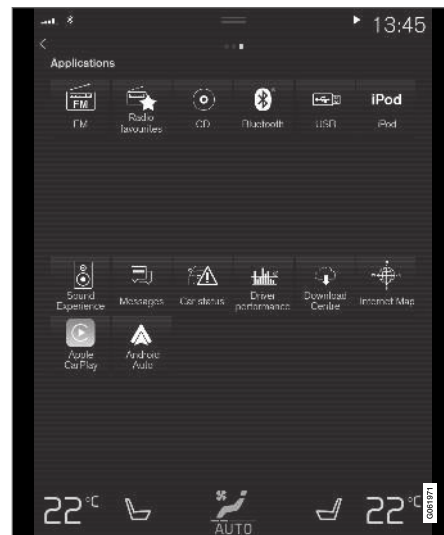 13:45
Applications
FM
FM
Radio
favourites
CD
Bluetooth
USB
iPod
iPod
Sound
Experience
Messages
Car status
Driver
performance
Download
Centre
Internet Map
Apple
CarPlay
Android
Auto
22°C
AUTO
22°C
G061971